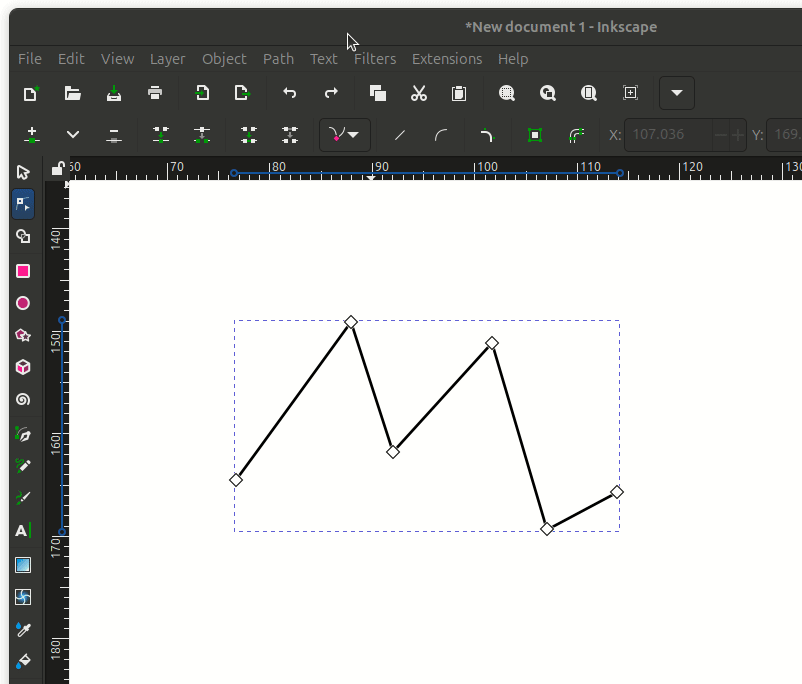 *New document 1 - Inkscape
File Edit View Layer Object Path Text Filters Extensions Help
X: 107.036 Y: 169.
60 70 80 90 100 110 120 130
140
150
160
170
180
A